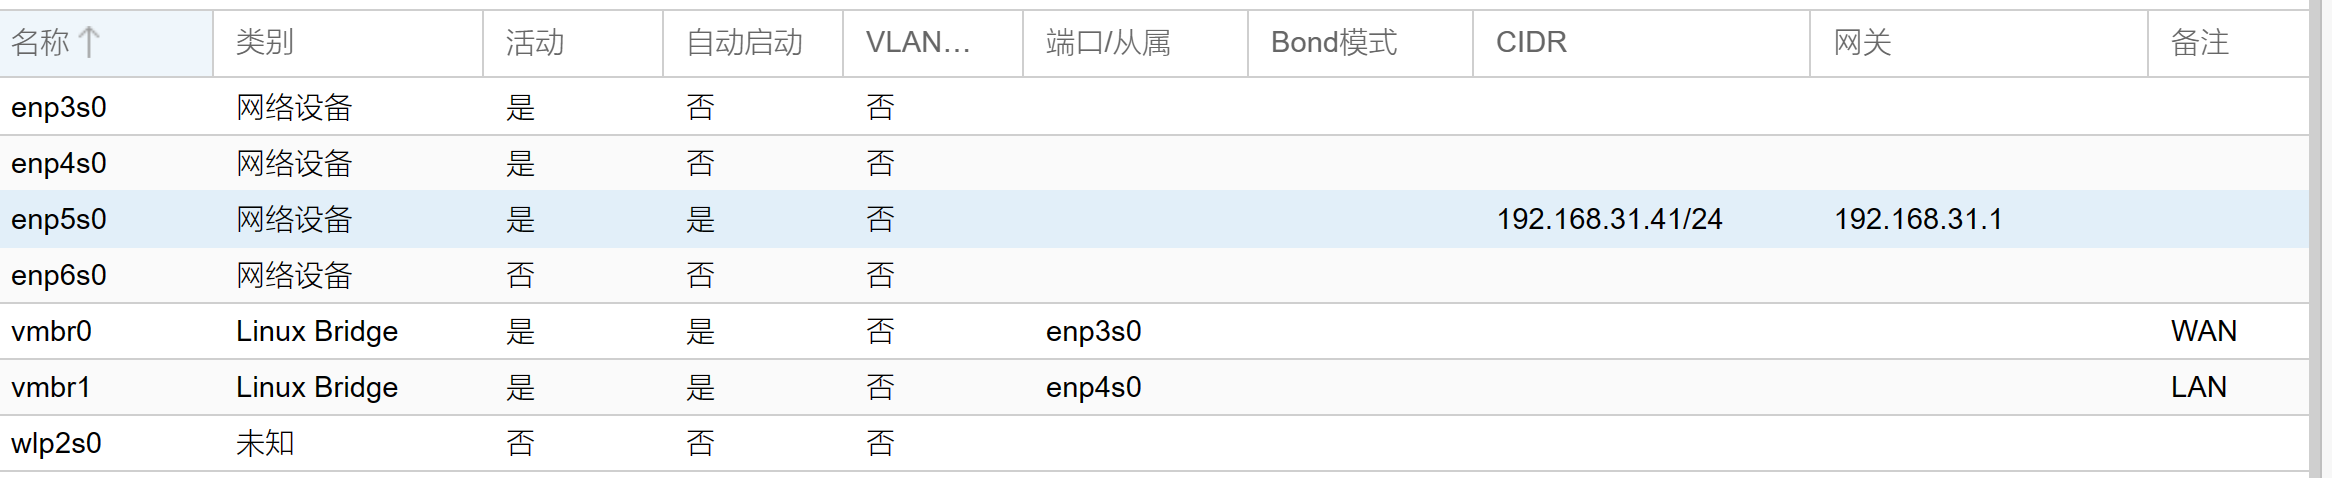 名称 类别 活动 自动启动 VLAN... 端口/从属 Bond模式 CIDR 网关 备注
enp3s0 网络设备 是 否 否
enp4s0 网络设备 是 否 否
enp5s0 网络设备 是 是 否 192.168.31.41/24 192.168.31.1
enp6s0 网络设备 否 否 否
vmbr0 Linux Bridge 是 是 否 enp3s0 WAN
vmbr1 Linux Bridge 是 是 否 enp4s0 LAN
wlp2s0 未知 否 否 否